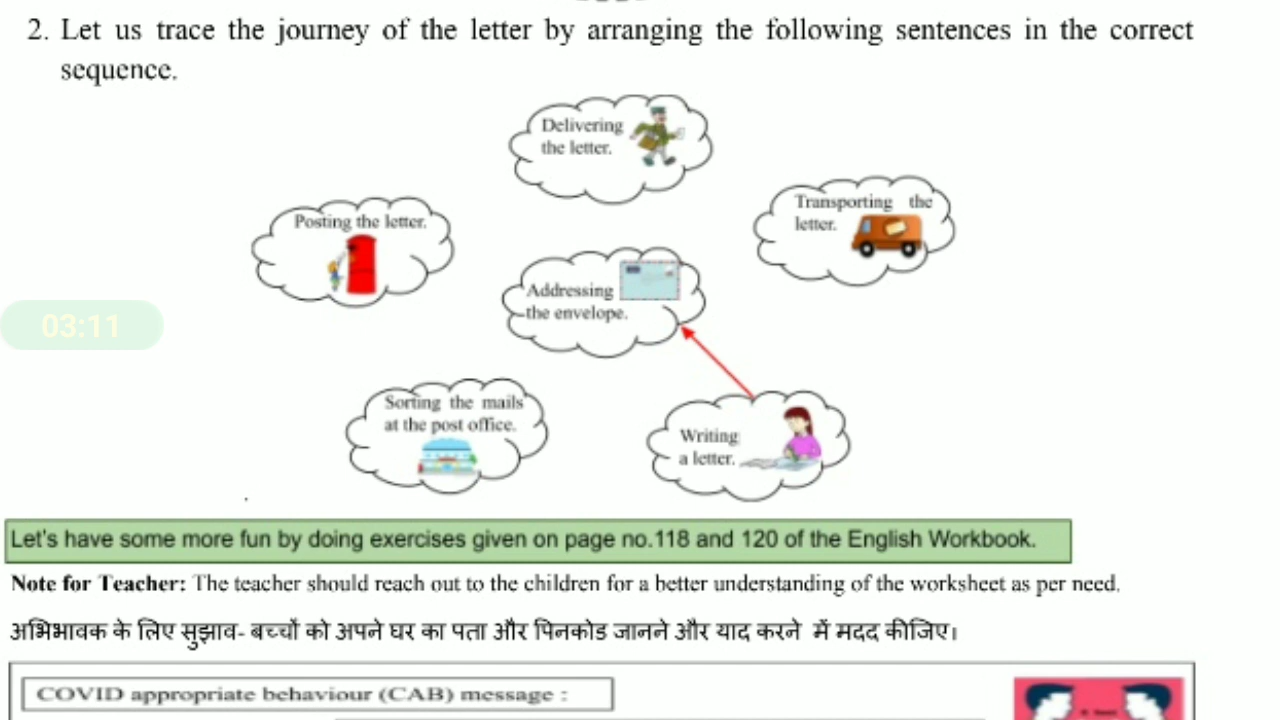 2. Let us trace the journey of the letter by arranging the following sentences in the correct
sequence.
Delivering
the letter.
Transporting the
letter.
Posting the letter.
Addressing
the envelope.
03:11
Sorting the mails
at the post office.
Writing
a letter.
Let's have some more fun by doing exercises given on page no.118 and 120 of the English Workbook.
Note for Teacher: The teacher should reach out to the children for a better understanding of the worksheet as per need.
अभिभावक के लिए सुझाव- बच्चों को अपने घर का पता और पिनकोड जानने और याद करने में मदद कीजिए।
COVID appropriate behaviour (CAB) message :